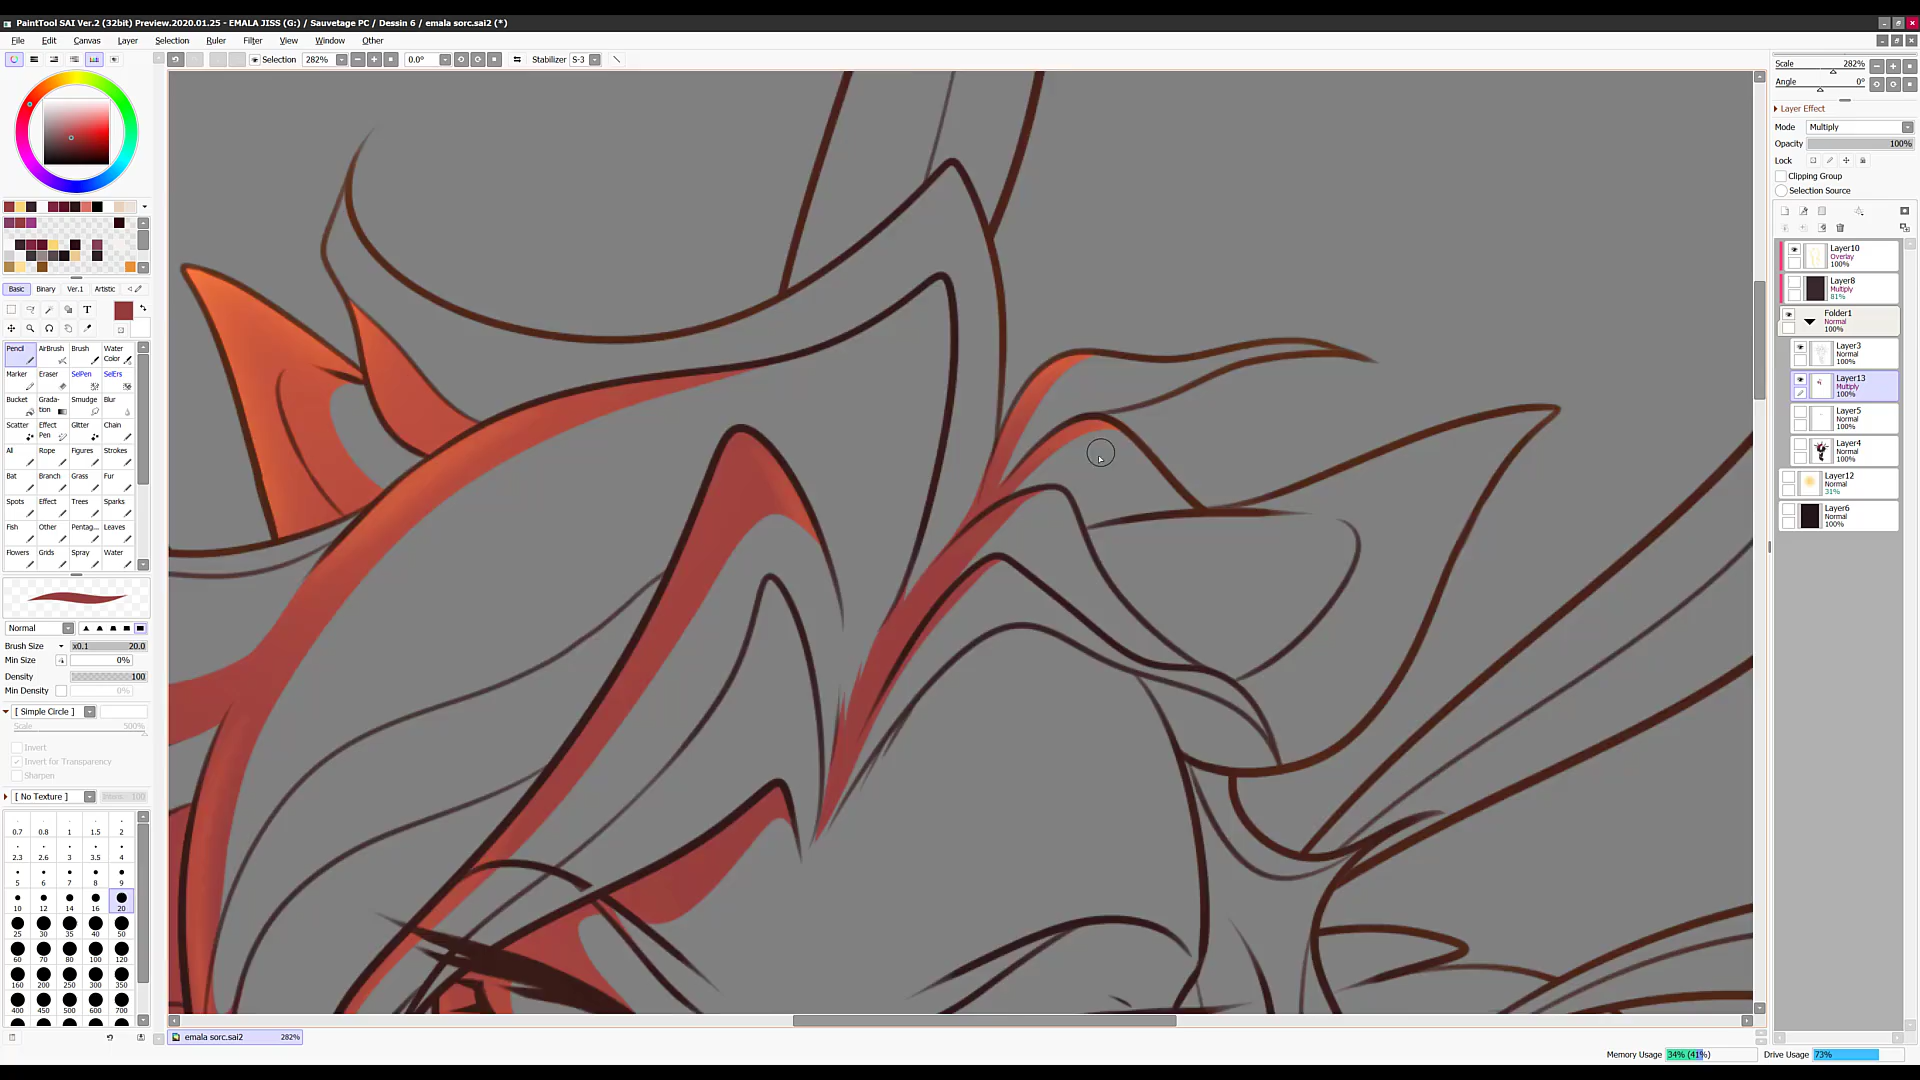 PaintTool SAI Ver.2 (32bit) Preview.2020.01.25 - EMALA JISS (G:) / Sauvetage PC / Dessin 6 / emala sorc.sai2 (*)
File Edit Canvas Layer Selection Ruler Filter View Window Other
Selection 282% 0.0° Stabilizer S-3
Scale 282%
Angle 0°
Layer Effect
Mode Multiply
Opacity 100%
Lock
Clipping Group
Selection Source
Layer10
Overlay
100%
Layer8
Multiply
81%
Folder1
Normal
100%
Layer3
Normal
100%
Layer13
Multiply
100%
Layer5
Normal
100%
Layer4
Normal
100%
Layer12
Normal
31%
Layer6
Normal
100%
Basic Binary Ver.1 Artistic
T
Pencil AirBrush Brush Water Color
Marker Eraser SelPen SelErs
Bucket Grada-tion Smudge Blur
Scatter Effect Pen Glitter Chain
All Rope Figures Strokes
Bat Branch Grass Fur
Spots Effect Trees Sparks
Fish Other Pentag... Leaves
Flowers Grids Spray Water
Normal
Brush Size x0.1 20.0
Min Size 0%
Density 100
Min Density 0%
[ Simple Circle ]
Scale 500%
Invert
Invert for Transparency
Sharpen
[ No Texture ]
0.7 0.8 1 1.5 2
2.3 2.6 3 3.5 4
5 6 7 8 9
10 12 14 16 20
25 30 35 40 50
60 70 80 100 120
160 200 250 300 350
400 450 500 600 700
emala sorc.sai2 282%
Memory Usage 34% (41%) Drive Usage 73%